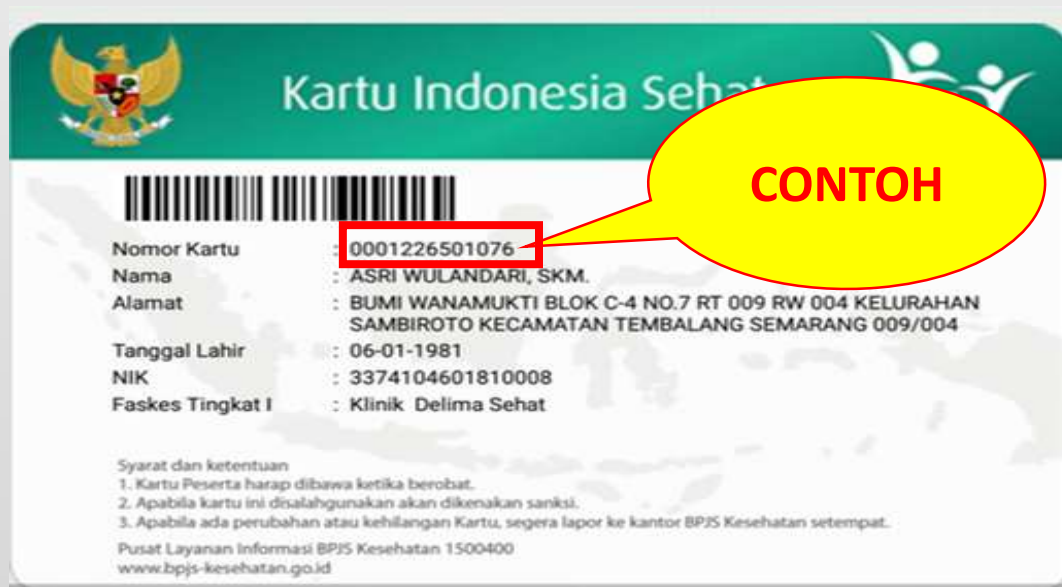 Kartu Indonesia Sehat
CONTOH
Nomor Kartu : 0001226501076
Nama : ASRI WULANDARI, SKM.
Alamat : BUMI WANAMUKTI BLOK C-4 NO.7 RT 009 RW 004 KELURAHAN
SAMBIROTO KECAMATAN TEMBALANG SEMARANG 009/004
Tanggal Lahir : 06-01-1981
NIK : 3374104601810008
Faskes Tingkat I : Klinik Delima Sehat
Syarat dan ketentuan
1. Kartu Peserta harap dibawa ketika berobat.
2. Apabila kartu ini disalahgunakan akan dikenakan sanksi.
3. Apabila ada perubahan atau kehilangan Kartu, segera lapor ke kantor BPJS Kesehatan setempat.
Pusat Layanan Informasi BPJS Kesehatan 1500400
www.bpjs-kesehatan.go.id